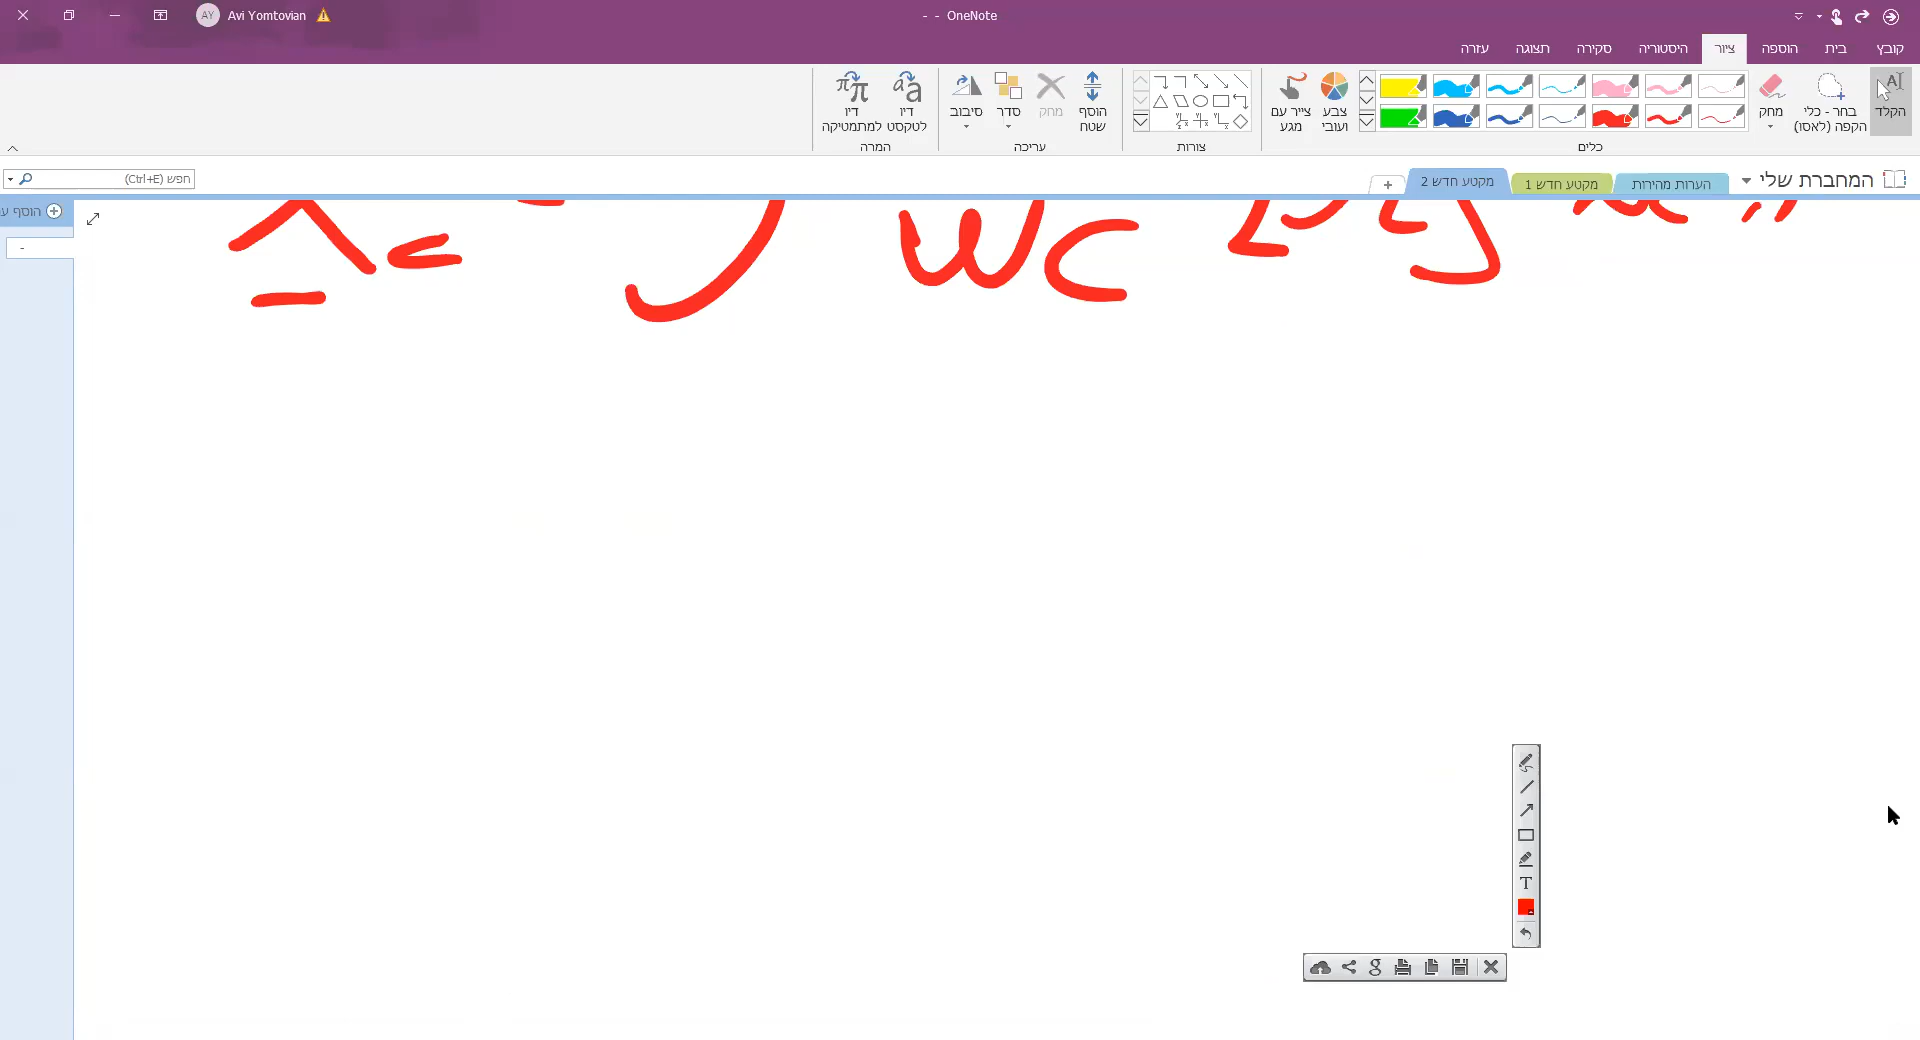 Avi Yomtovian
- - OneNote
קובץ בית הוספה ציור היסטוריה סקירה תצוגה עזרה
הקלד
בחר - כלי הקפה (לאסו)
מחק
כלים
צבע ועובי
צייר עם מגע
צורות
הוסף שטח
מחק
סדר
סיבוב
עריכה
דיו לטקסט
דיו למתמטיקה
המרה
המחברת שלי
הערות מהירות
מקטע חדש 1
מקטע חדש 2
חפש (Ctrl+E)
הוסף